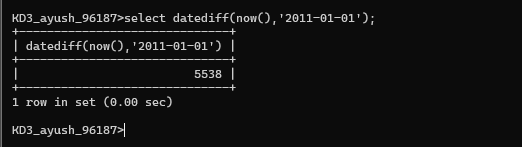 KD3_ayush_96187>select datediff(now(),'2011-01-01');
+------------------------------+
| datediff(now(),'2011-01-01') |
+------------------------------+
|                         5538 |
+------------------------------+
1 row in set (0.00 sec)
KD3_ayush_96187>